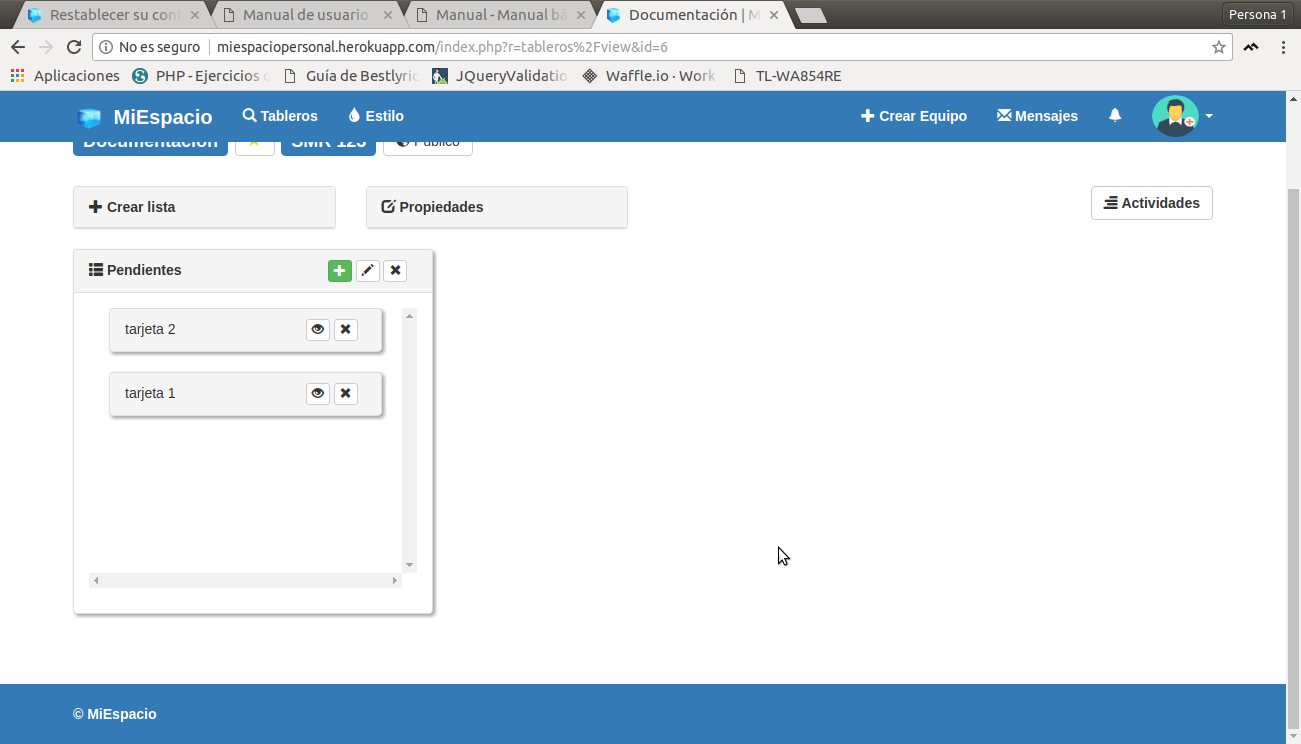 Restablecer su con
Manual de usuario
Manual - Manual bá
Documentación | M
Persona 1
No es seguro
miespaciopersonal.herokuapp.com/index.php?r=tableros%2Fview&id=6
Aplicaciones
PHP - Ejercicios
Guía de Bestlyric
JQueryValidatio
Waffle.io · Work
TL-WA854RE
MiEspacio
Tableros
Estilo
Crear Equipo
Mensajes
Documentación
SMR 123
Público
Crear lista
Propiedades
Actividades
Pendientes
tarjeta 2
tarjeta 1
© MiEspacio